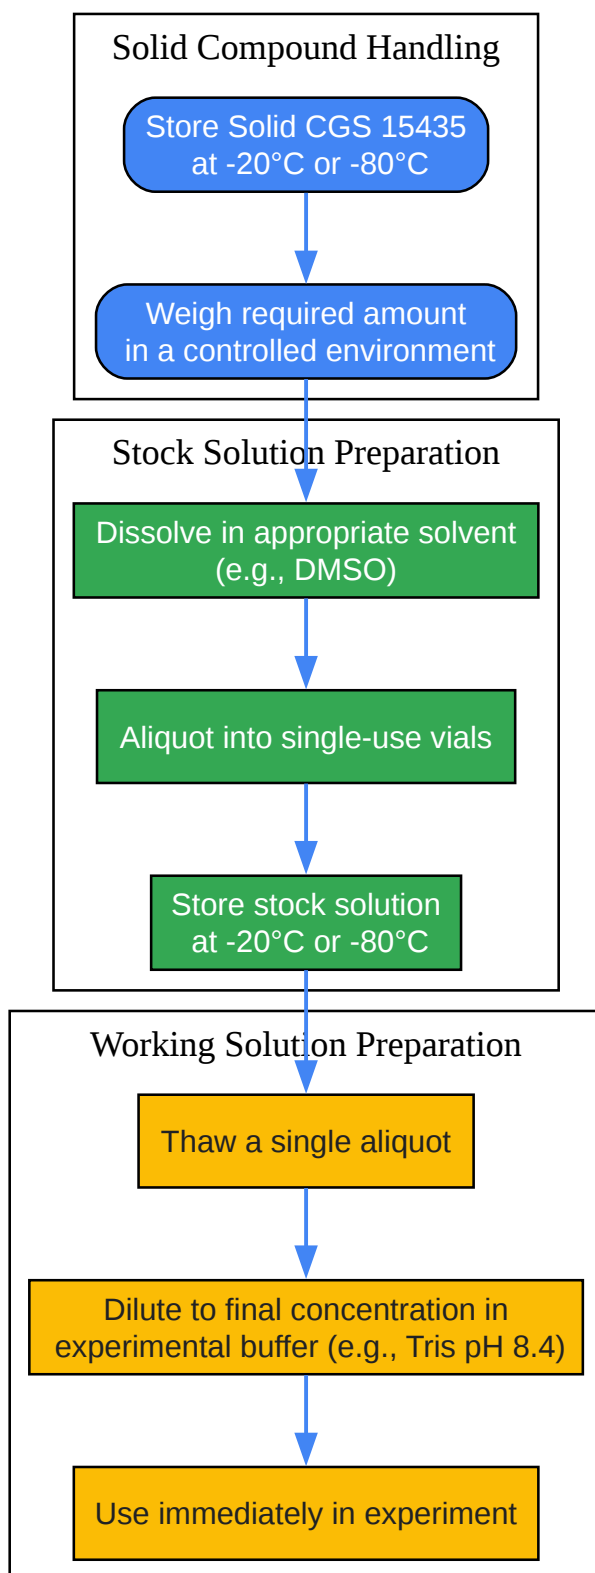 Solid Compound Handling
Store Solid CGS 15435
at -20°C or -80°C
Weigh required amount
in a controlled environment
Stock Solution Preparation
Dissolve in appropriate solvent
(e.g., DMSO)
Aliquot into single-use vials
Store stock solution
at -20°C or -80°C
Working Solution Preparation
Thaw a single aliquot
Dilute to final concentration in
experimental buffer (e.g., Tris pH 8.4)
Use immediately in experiment